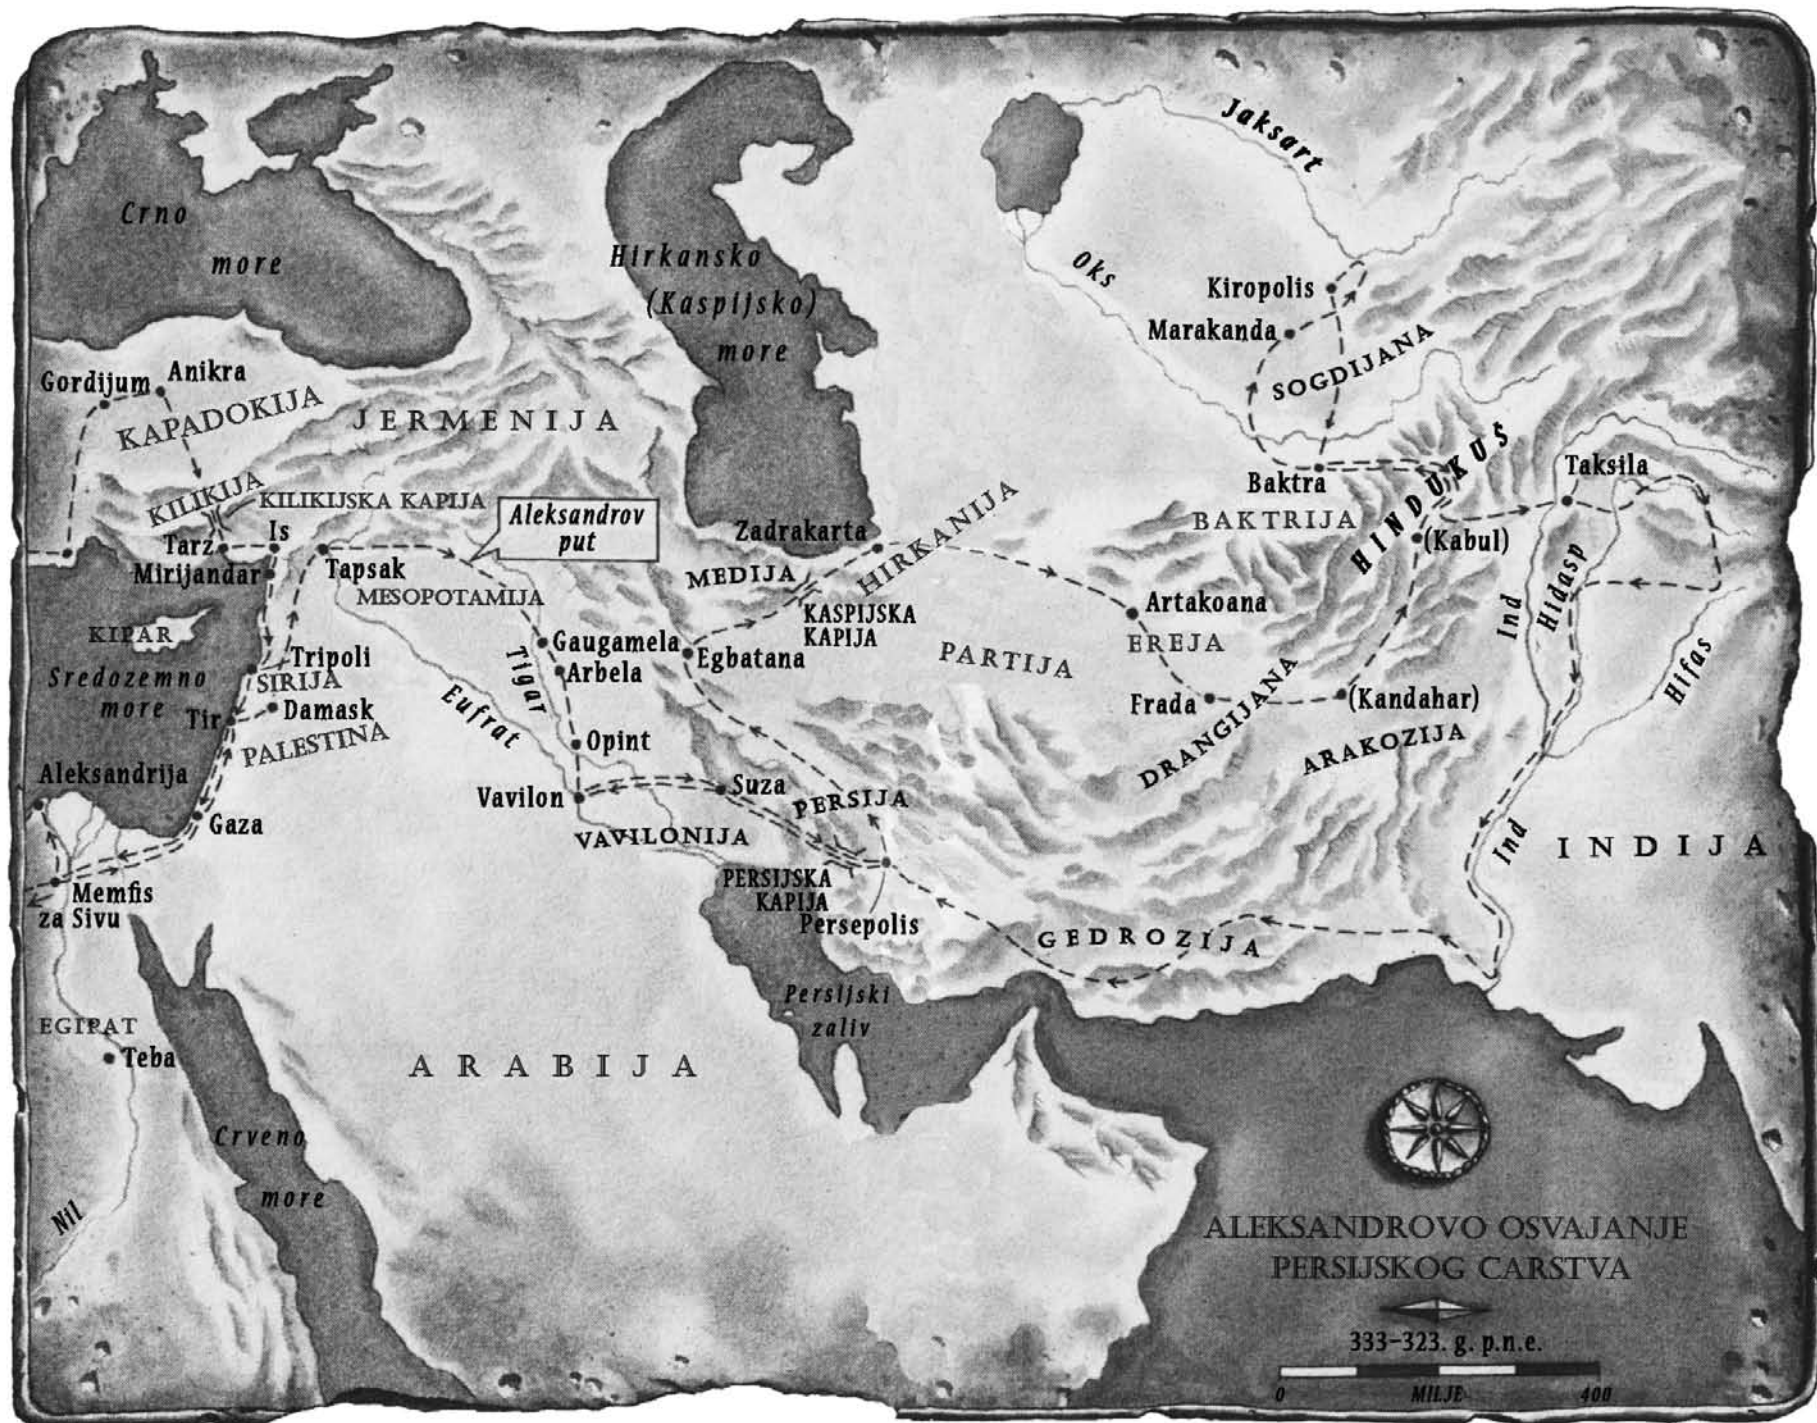 Jaksart
Crno
more
Hirkansko
(Kaspijsko)
more
Oks
Kiropolis
Marakanda
SOGDIJANA
Gordijum
Anikra
KAPADOKIJA
JERMENIJA
HINDUKUŠ
Taksila
Baktra
BAKTRIJA
KILIKIJA
KILIKIJSKA KAPIJA
Aleksandrov
put
Zadrakarta
HIRKANIJA
(Kabul)
Tarz
Is
Mirijandar
Tapsak
MEDIJA
MESOPOTAMIJA
KASPIJSKA
KAPIJA
Artakoana
EREJA
Ind
Hidasp
KIPAR
Gaugamela
Egbatana
PARTIJA
Tripoli
SIRIJA
Arbela
Tigar
Sredozemno
more
Eufrat
Hifas
Tir
Damask
Frada
DRANGIJANA
(Kandahar)
PALESTINA
Opint
ARAKOZIJA
Aleksandrija
Vavilon
Suza
PERSIJA
Gaza
VAVILONIJA
Ind
INDIJA
Memfis
za Sivu
PERSIJSKA
KAPIJA
Persepolis
GEDROZIJA
Persijski
zaliv
EGIPAT
Teba
ARABIJA
Crveno
more
Nil
ALEKSANDROVO OSVAJANJE
PERSIJSKOG CARSTVA
333–323. g. p.n.e.
0 MILJE 400